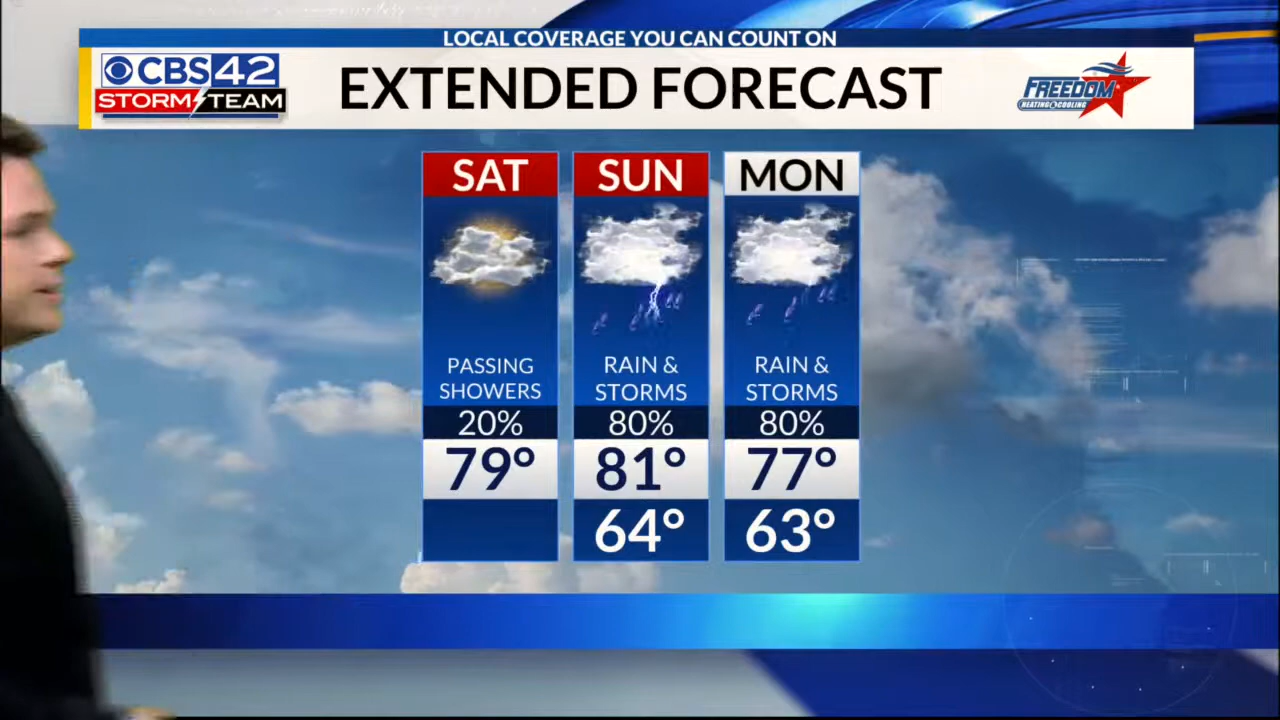 LOCAL COVERAGE YOU CAN COUNT ON
CBS42
STORM TEAM
EXTENDED FORECAST
FREEDOM
HEATING & COOLING
SAT
SUN
MON
PASSING
SHOWERS
20%
79°
RAIN &
STORMS
80%
81°
64°
RAIN &
STORMS
80%
77°
63°